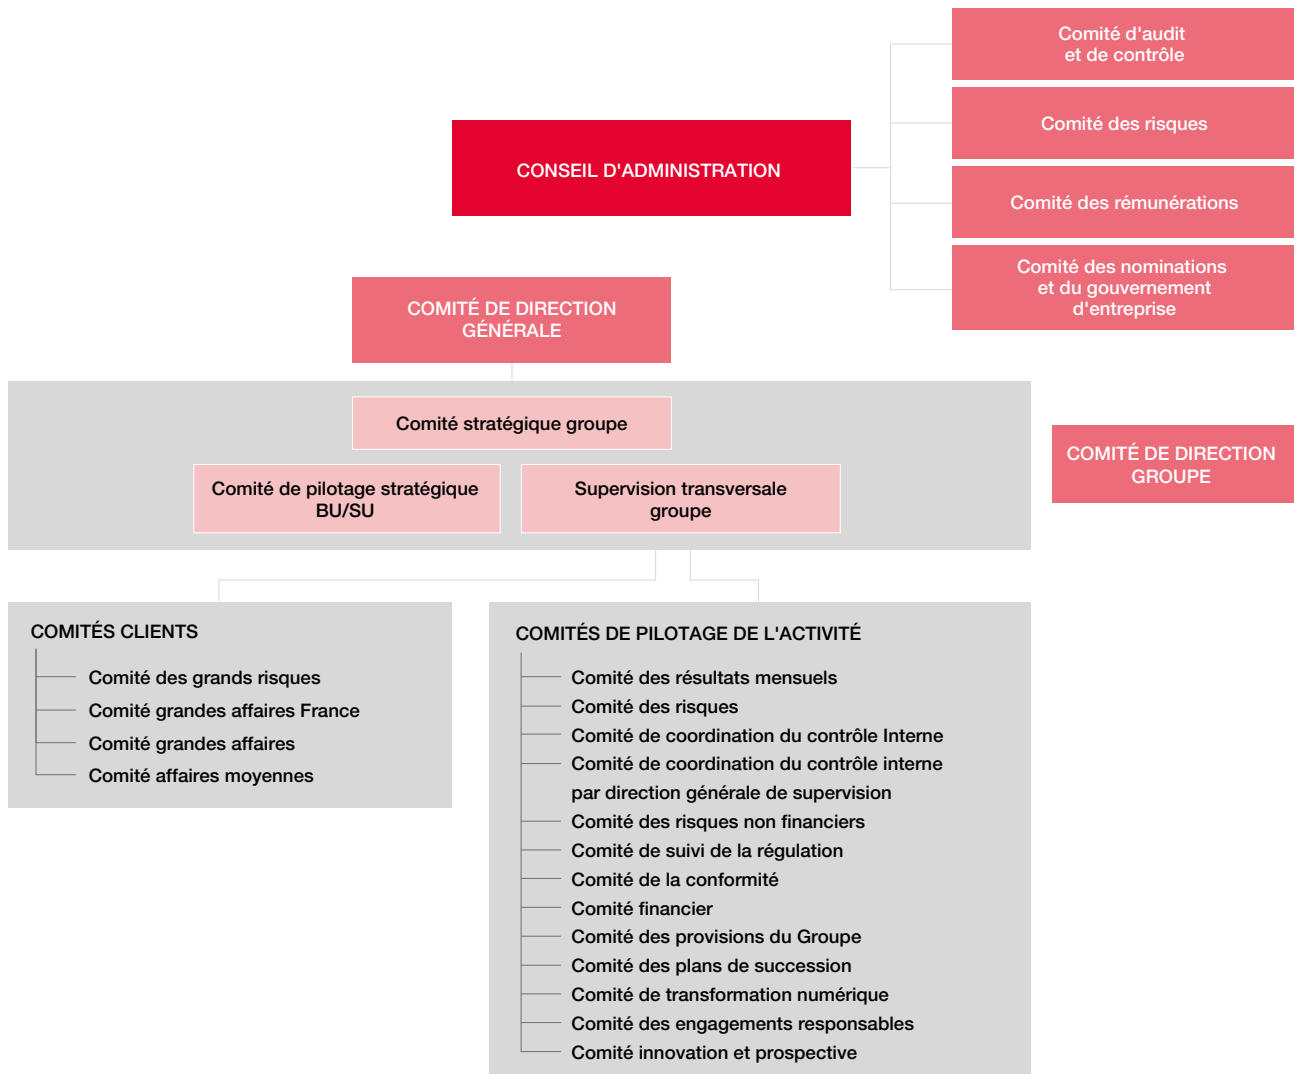 Comité d'audit
et de contrôle
Comité des risques
CONSEIL D'ADMINISTRATION
Comité des rémunérations
Comité des nominations
et du gouvernement
d'entreprise
COMITÉ DE DIRECTION
GÉNÉRALE
Comité stratégique groupe
Comité de pilotage stratégique
BU/SU
Supervision transversale
groupe
COMITÉ DE DIRECTION
GROUPE
COMITÉS CLIENTS
Comité des grands risques
Comité grandes affaires France
Comité grandes affaires
Comité affaires moyennes
COMITÉS DE PILOTAGE DE L'ACTIVITÉ
Comité des résultats mensuels
Comité des risques
Comité de coordination du contrôle Interne
Comité de coordination du contrôle interne
par direction générale de supervision
Comité des risques non financiers
Comité de suivi de la régulation
Comité de la conformité
Comité financier
Comité des provisions du Groupe
Comité des plans de succession
Comité de transformation numérique
Comité des engagements responsables
Comité innovation et prospective